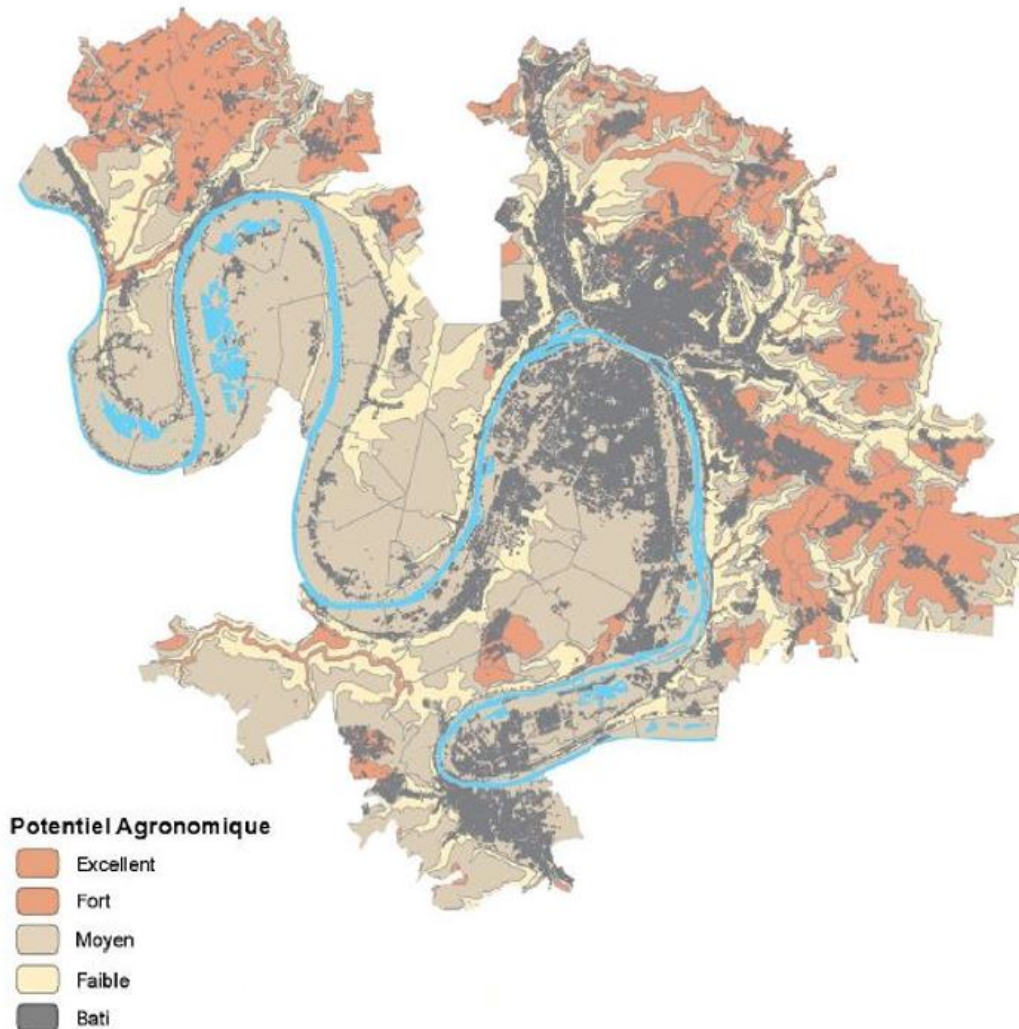 Potentiel Agronomique
Excellent
Fort
Moyen
Faible
Bati